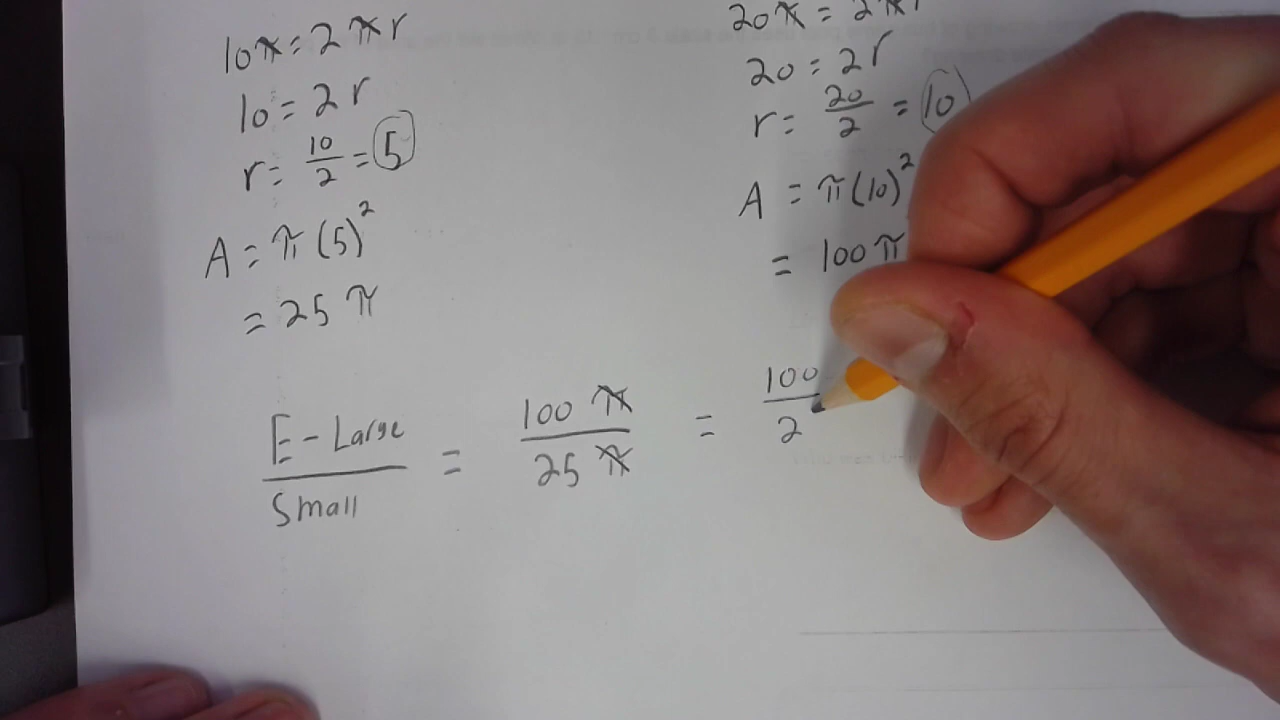 10π = 2πr
10 = 2r
r = 10/2 = 5
A = π(5)²
= 25π
20π = 2πr
20 = 2r
r = 20/2 = 10
A = π(10)²
= 100π
E-Large/Small = 100π/25π = 100/2